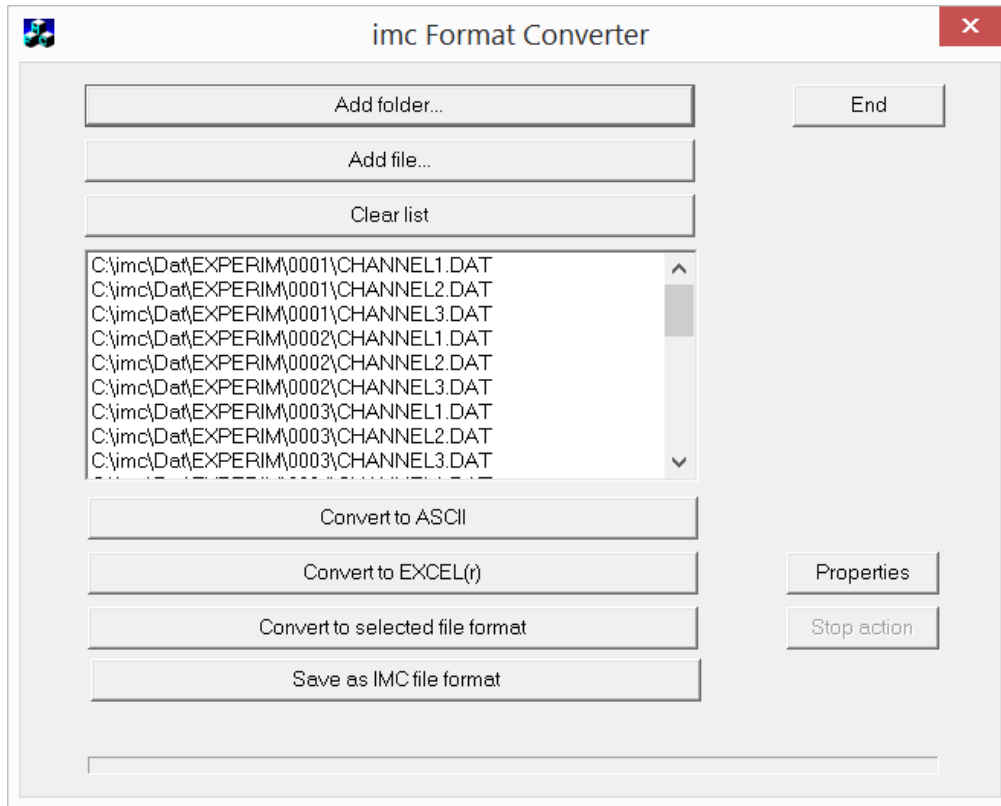 imc Format Converter
Add folder...
End
Add file...
Clear list
C:\imc\Dat\EXPERIM\0001\CHANNEL1.DAT
C:\imc\Dat\EXPERIM\0001\CHANNEL2.DAT
C:\imc\Dat\EXPERIM\0001\CHANNEL3.DAT
C:\imc\Dat\EXPERIM\0002\CHANNEL1.DAT
C:\imc\Dat\EXPERIM\0002\CHANNEL2.DAT
C:\imc\Dat\EXPERIM\0002\CHANNEL3.DAT
C:\imc\Dat\EXPERIM\0003\CHANNEL1.DAT
C:\imc\Dat\EXPERIM\0003\CHANNEL2.DAT
C:\imc\Dat\EXPERIM\0003\CHANNEL3.DAT
Convert to ASCII
Convert to EXCEL(r)
Properties
Convert to selected file format
Stop action
Save as IMC file format